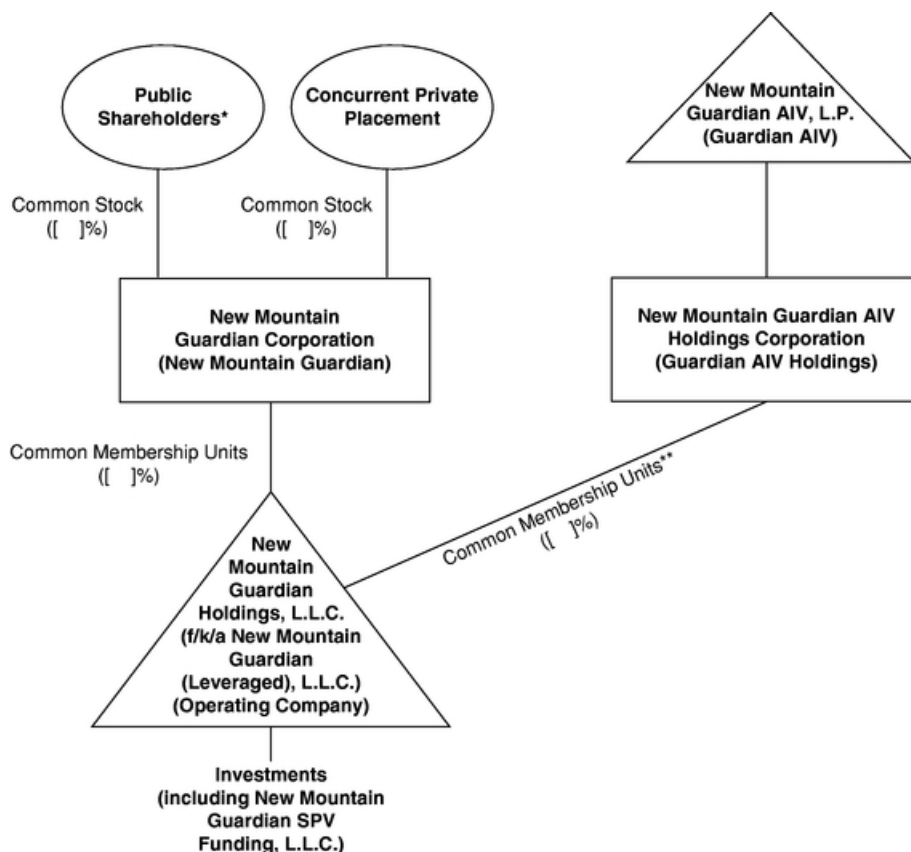 Public
Shareholders*
Concurrent Private
Placement
New Mountain
Guardian AIV, L.P.
(Guardian AIV)
Common Stock
([ ]%)
Common Stock
([ ]%)
New Mountain
Guardian Corporation
(New Mountain Guardian)
New Mountain Guardian AIV
Holdings Corporation
(Guardian AIV Holdings)
Common Membership Units
([ ]%)
Common Membership Units**
([ ]%)
New
Mountain
Guardian
Holdings, L.L.C.
(f/k/a New Mountain
Guardian
(Leveraged), L.L.C.)
(Operating Company)
Investments
(including New Mountain
Guardian SPV
Funding, L.L.C.)